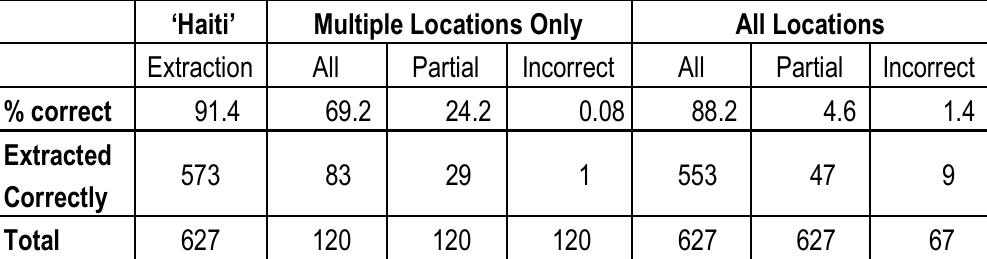 ‘Haiti’ Multiple Locations Only All Locations
Extraction All Partial Incorrect All Partial Incorrect
% correct 91.4 69.2 24.2 0.08 88.2 4.6 1.4
Extracted
Correctly 573 83 29 1 553 47 9
Total 627 120 120 120 627 627 67